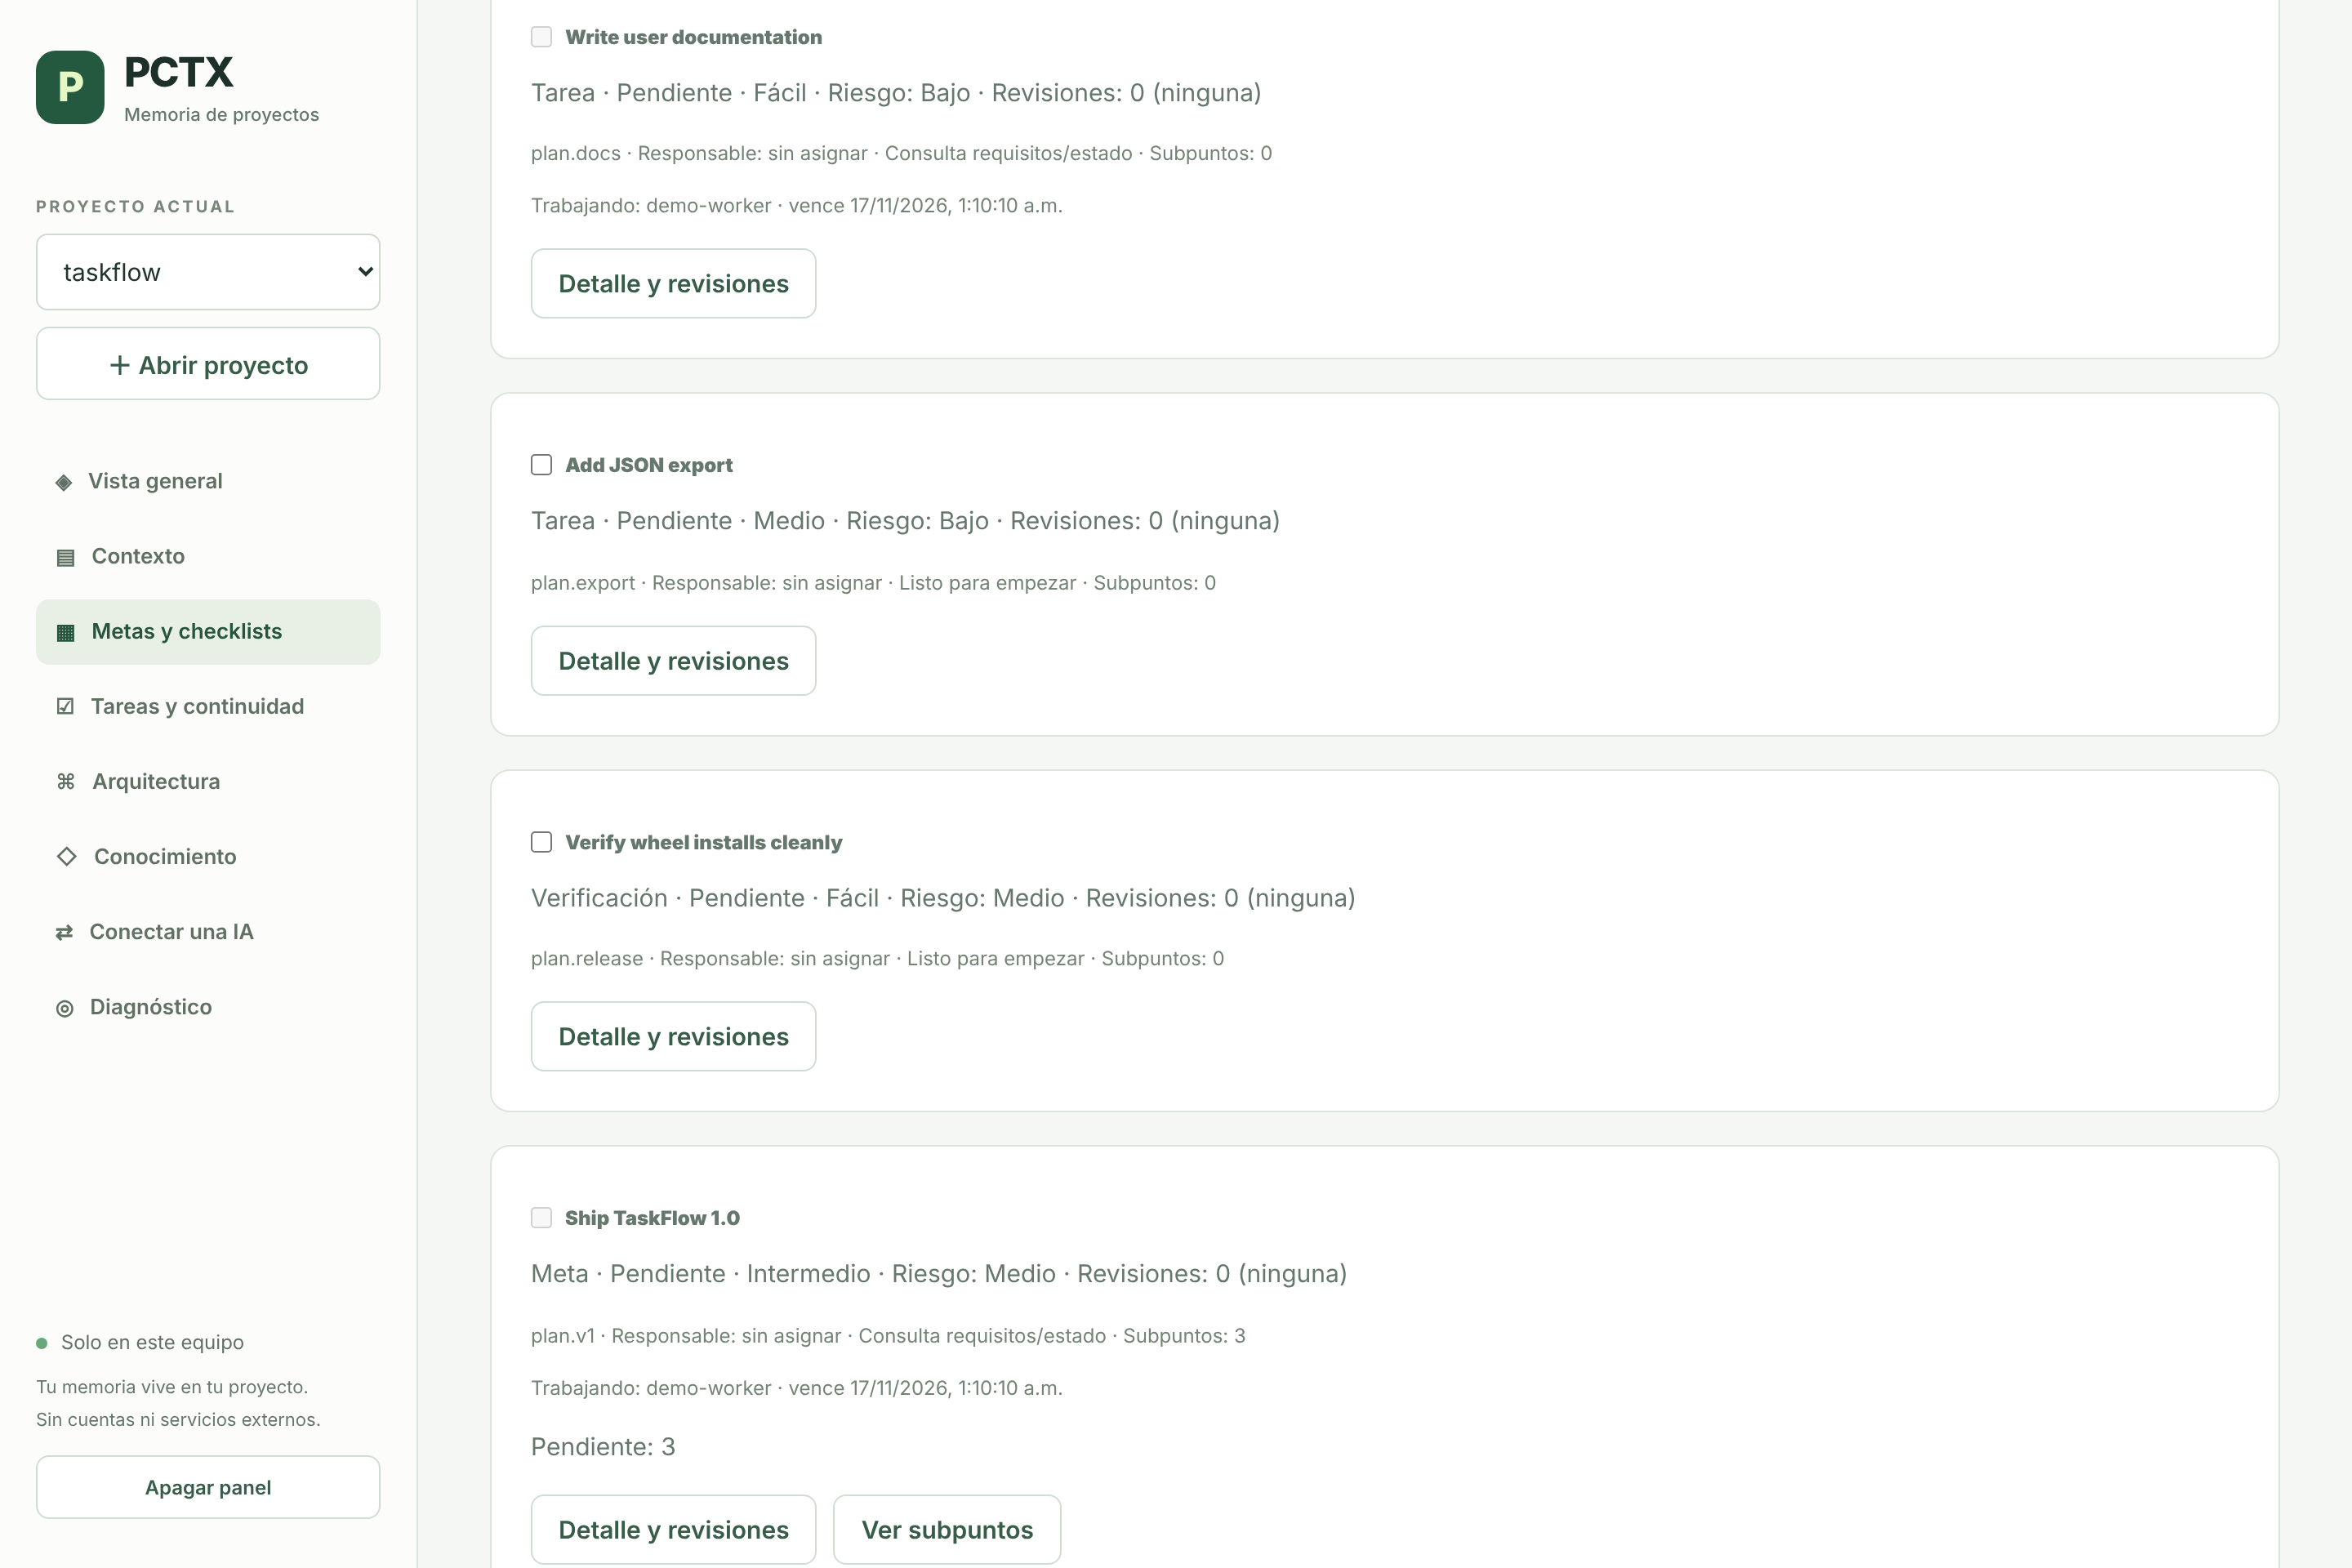 P
PCTX
Memoria de proyectos
PROYECTO ACTUAL
taskflow
+ Abrir proyecto
Vista general
Contexto
Metas y checklists
Tareas y continuidad
Arquitectura
Conocimiento
Conectar una IA
Diagnóstico
Solo en este equipo
Tu memoria vive en tu proyecto.
Sin cuentas ni servicios externos.
Apagar panel
Write user documentation
Tarea · Pendiente · Fácil · Riesgo: Bajo · Revisiones: 0 (ninguna)
plan.docs · Responsable: sin asignar · Consulta requisitos/estado · Subpuntos: 0
Trabajando: demo-worker · vence 17/11/2026, 1:10:10 a.m.
Detalle y revisiones
Add JSON export
Tarea · Pendiente · Medio · Riesgo: Bajo · Revisiones: 0 (ninguna)
plan.export · Responsable: sin asignar · Listo para empezar · Subpuntos: 0
Detalle y revisiones
Verify wheel installs cleanly
Verificación · Pendiente · Fácil · Riesgo: Medio · Revisiones: 0 (ninguna)
plan.release · Responsable: sin asignar · Listo para empezar · Subpuntos: 0
Detalle y revisiones
Ship TaskFlow 1.0
Meta · Pendiente · Intermedio · Riesgo: Medio · Revisiones: 0 (ninguna)
plan.v1 · Responsable: sin asignar · Consulta requisitos/estado · Subpuntos: 3
Trabajando: demo-worker · vence 17/11/2026, 1:10:10 a.m.
Pendiente: 3
Detalle y revisiones
Ver subpuntos